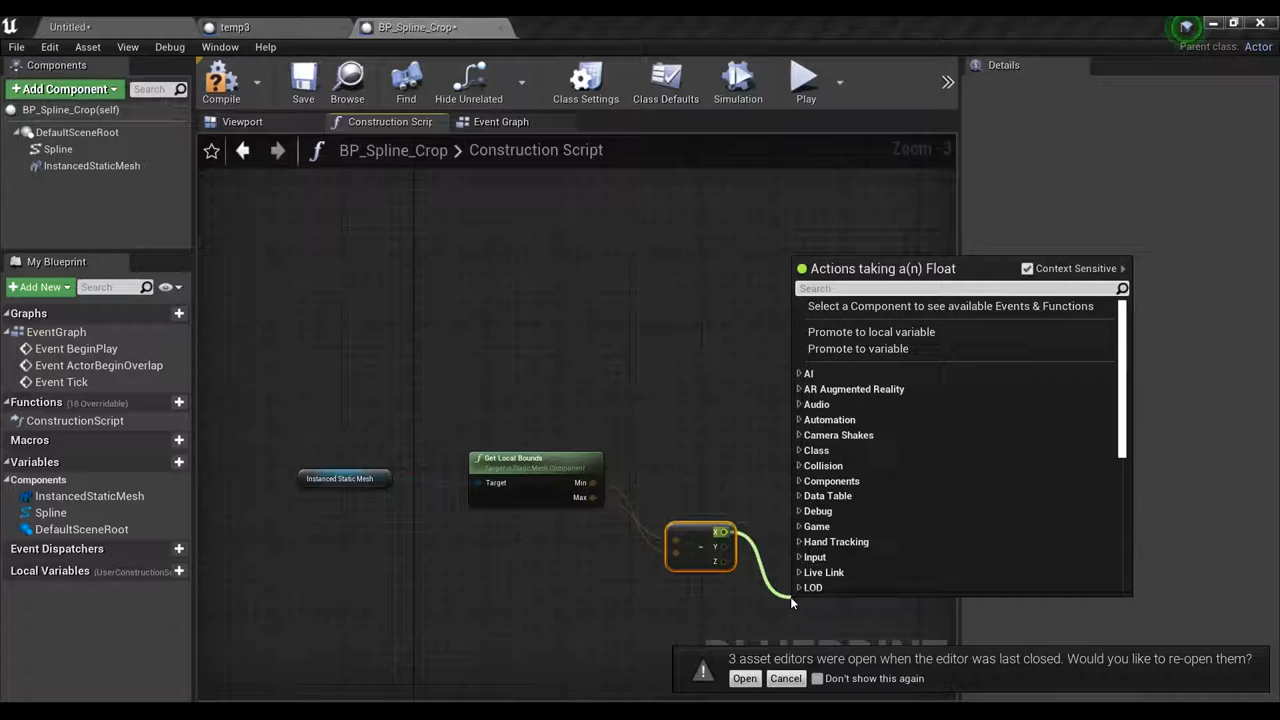 Untitled*
temp3
BP_Spline_Crop*
File Edit Asset View Debug Window Help
Parent class: Actor
Components
+Add Component
Search
BP_Spline_Crop(self)
DefaultSceneRoot
Spline
InstancedStaticMesh
Compile
Save
Browse
Find
Hide Unrelated
Class Settings
Class Defaults
Simulation
Play
Details
Viewport
Construction Scrip
Event Graph
BP_Spline_Crop > Construction Script
Zoom -3
My Blueprint
+Add New
Search
Graphs
EventGraph
Event BeginPlay
Event ActorBeginOverlap
Event Tick
Functions (18 Overridable)
ConstructionScript
Macros
Variables
Components
InstancedStaticMesh
Spline
DefaultSceneRoot
Event Dispatchers
Local Variables (UserConstructionSc
Instanced Static Mesh
Get Local Bounds
Target is Static Mesh Component
Target
Min
Max
X
Y
Z
Actions taking a(n) Float
Context Sensitive
Search
Select a Component to see available Events & Functions
Promote to local variable
Promote to variable
AI
AR Augmented Reality
Audio
Automation
Camera Shakes
Class
Collision
Components
Data Table
Debug
Game
Hand Tracking
Input
Live Link
LOD
3 asset editors were open when the editor was last closed. Would you like to re-open them?
Open
Cancel
Don't show this again